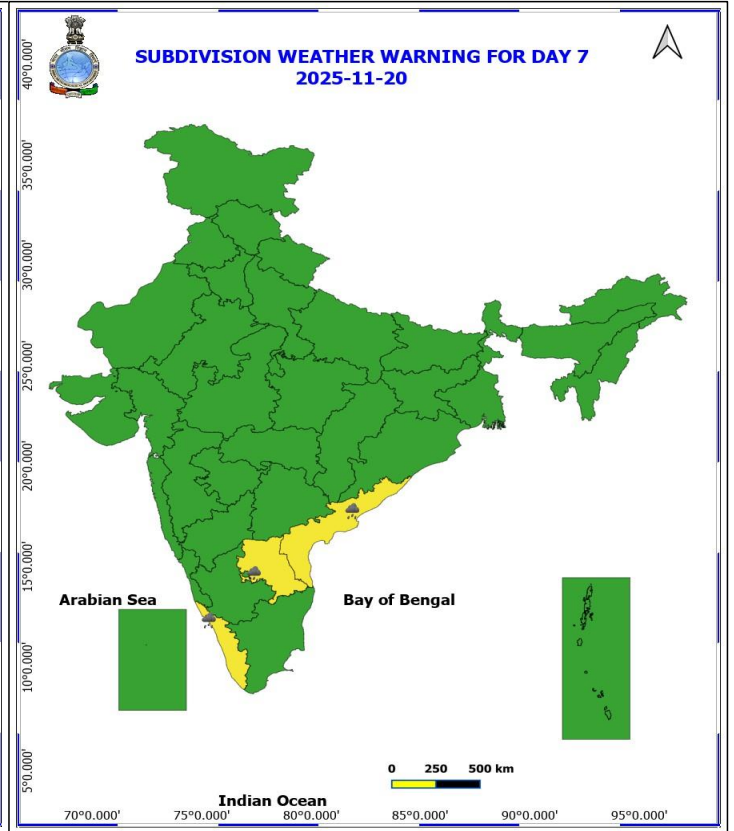 SUBDIVISION WEATHER WARNING FOR DAY 7
2025-11-20
40°0.000'
35°0.000'
30°0.000'
25°0.000'
20°0.000'
15°0.000'
10°0.000'
5°0.000'
Arabian Sea
Bay of Bengal
0 250 500 km
Indian Ocean
70°0.000' 75°0.000' 80°0.000' 85°0.000' 90°0.000' 95°0.000'